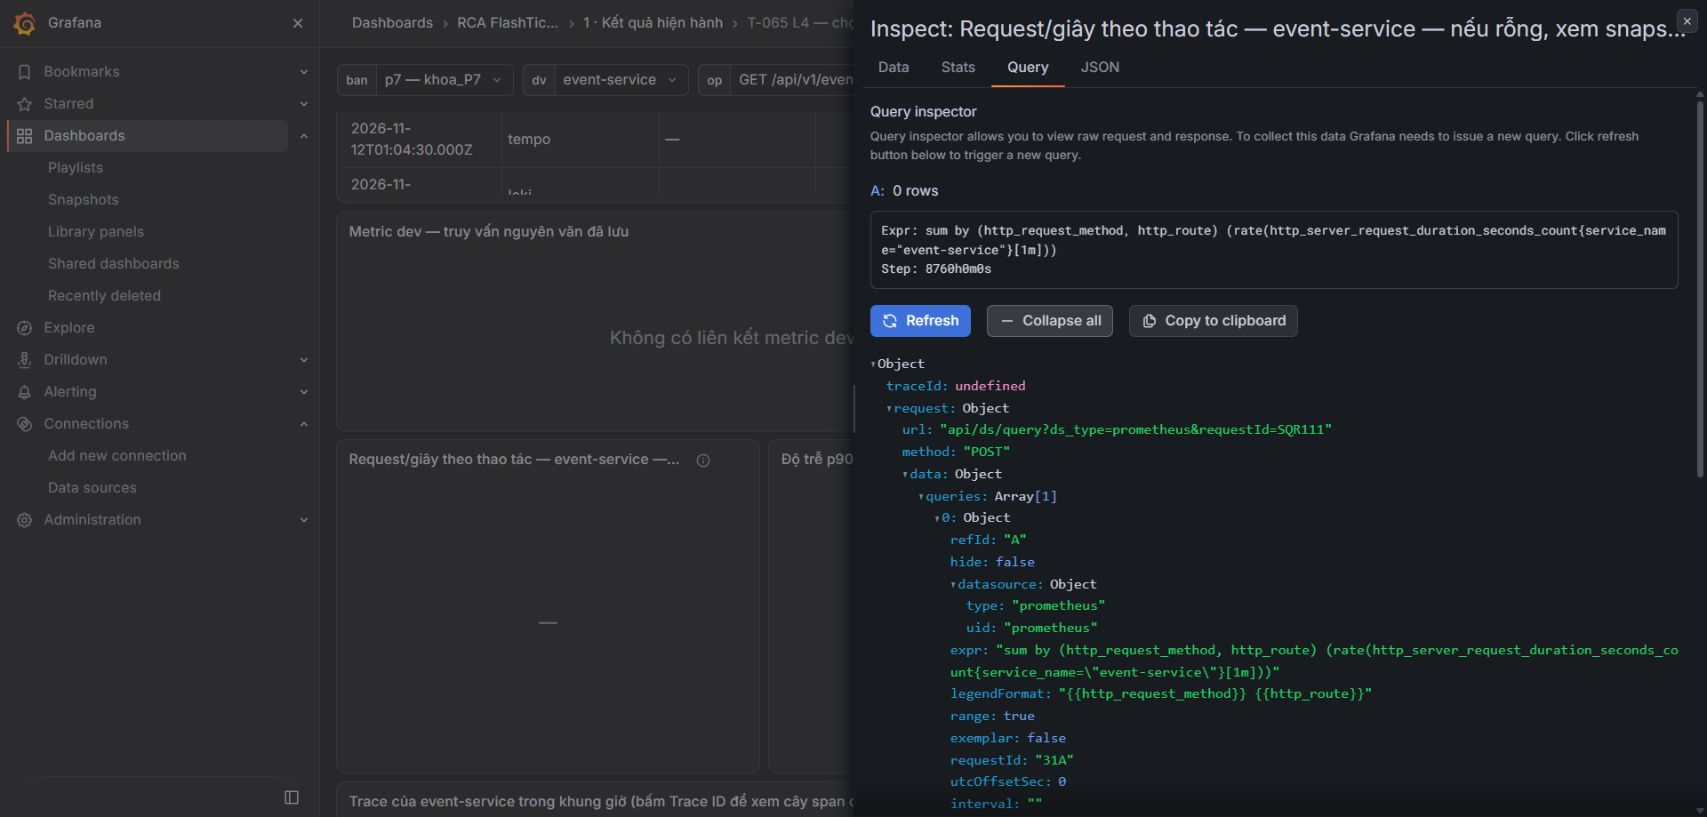 Grafana
Dashboards › RCA FlashTic... › 1 · Kết quả hiện hành › T-065 L4 — chọ
Bookmarks
Starred
Dashboards
Playlists
Snapshots
Library panels
Shared dashboards
Recently deleted
Explore
Drilldown
Alerting
Connections
Add new connection
Data sources
Administration
ban p7 — khoa_P7 dv event-service op GET /api/v1/even
2026-11-
12T01:04:30.000Z
tempo —
2026-11-
loki
Metric dev — truy vấn nguyên văn đã lưu
Không có liên kết metric dev
Request/giây theo thao tác — event-service —...
—
Độ trễ p90
Trace của event-service trong khung giờ (bấm Trace ID để xem cây span
Inspect: Request/giây theo thao tác — event-service — nếu rỗng, xem snaps...
Data Stats Query JSON
Query inspector
Query inspector allows you to view raw request and response. To collect this data Grafana needs to issue a new query. Click refresh
button below to trigger a new query.
A: 0 rows
Expr: sum by (http_request_method, http_route) (rate(http_server_request_duration_seconds_count{service_nam
e="event-service"}[1m]))
Step: 8760h0m0s
Refresh Collapse all Copy to clipboard
Object
traceId: undefined
request: Object
url: "api/ds/query?ds_type=prometheus&requestId=SQR111"
method: "POST"
data: Object
queries: Array[1]
0: Object
refId: "A"
hide: false
datasource: Object
type: "prometheus"
uid: "prometheus"
expr: "sum by (http_request_method, http_route) (rate(http_server_request_duration_seconds_co
unt{service_name=\"event-service\"}[1m]))"
legendFormat: "{{http_request_method}} {{http_route}}"
range: true
exemplar: false
requestId: "31A"
utcOffsetSec: 0
interval: ""